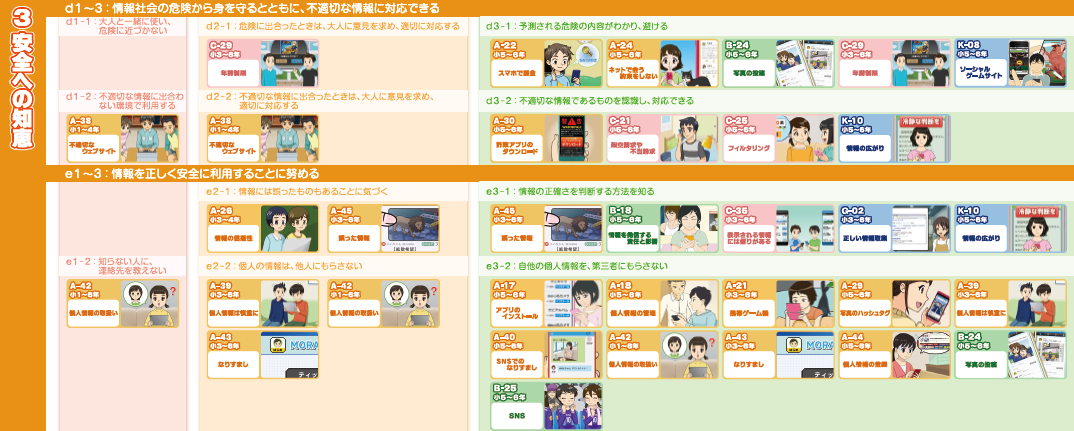 3 安全への知恵
d1~3：情報社会の危険から身を守るとともに、不適切な情報に対応できる
d1-1：大人と一緒に使い、
危険に近づかない
d2-1：危険に出合ったときは、大人に意見を求め、適切に対応する
C-29
小3~6年
年齢制限
d3-1：予測される危険の内容がわかり、避ける
A-22
小5~6年
スマホで課金
A-24
小5~6年
ネットで会う
約束をしない
B-24
小5~6年
写真の投稿
C-29
小3~6年
年齢制限
K-08
小5~6年
ソーシャル
ゲームサイト
d1-2：不適切な情報に出合わ
ない環境で利用する
A-38
小1~4年
不適切な
ウェブサイト
d2-2：不適切な情報に出合ったときは、大人に意見を求め、
適切に対応する
A-38
小1~4年
不適切な
ウェブサイト
d3-2：不適切な情報であるものを認識し、対応できる
A-30
小5~6年
詐欺アプリの
ダウンロード
C-21
小5~6年
架空請求や
不当請求
C-25
小5~6年
フィルタリング
K-10
小5~6年
情報の広がり
冷静な判断を
e1~3：情報を正しく安全に利用することに努める
e2-1：情報には誤ったものもあることに気づく
A-26
小3~4年
情報の信憑性
A-45
小3~6年
誤った情報
e3-1：情報の正確さを判断する方法を知る
A-45
小3~6年
誤った情報
B-18
小5~6年
情報を発信する
責任と影響
C-35
小3~6年
表示される情報
には偏りがある
G-02
小3~6年
正しい情報収集
K-10
小5~6年
情報の広がり
冷静な判断を
e1-2：知らない人に、
連絡先を教えない
A-42
小1~6年
個人情報の取扱い
e2-2：個人の情報は、他人にもらさない
A-39
小3~6年
個人情報は慎重に
A-42
小1~6年
個人情報の取扱い
A-43
小3~6年
なりすまし
e3-2：自他の個人情報を、第三者にもらさない
A-17
小5~6年
アプリの
インストール
A-18
小5~6年
個人情報の管理
A-21
小3~6年
携帯ゲーム機
A-29
小5~6年
写真のハッシュタグ
A-39
小3~6年
個人情報は慎重に
A-40
小5~6年
SNSでの
なりすまし
A-42
小1~6年
個人情報の取扱い
A-43
小3~6年
なりすまし
A-44
小5~6年
個人情報の登録
B-24
小5~6年
写真の投稿
B-25
小5~6年
SNS